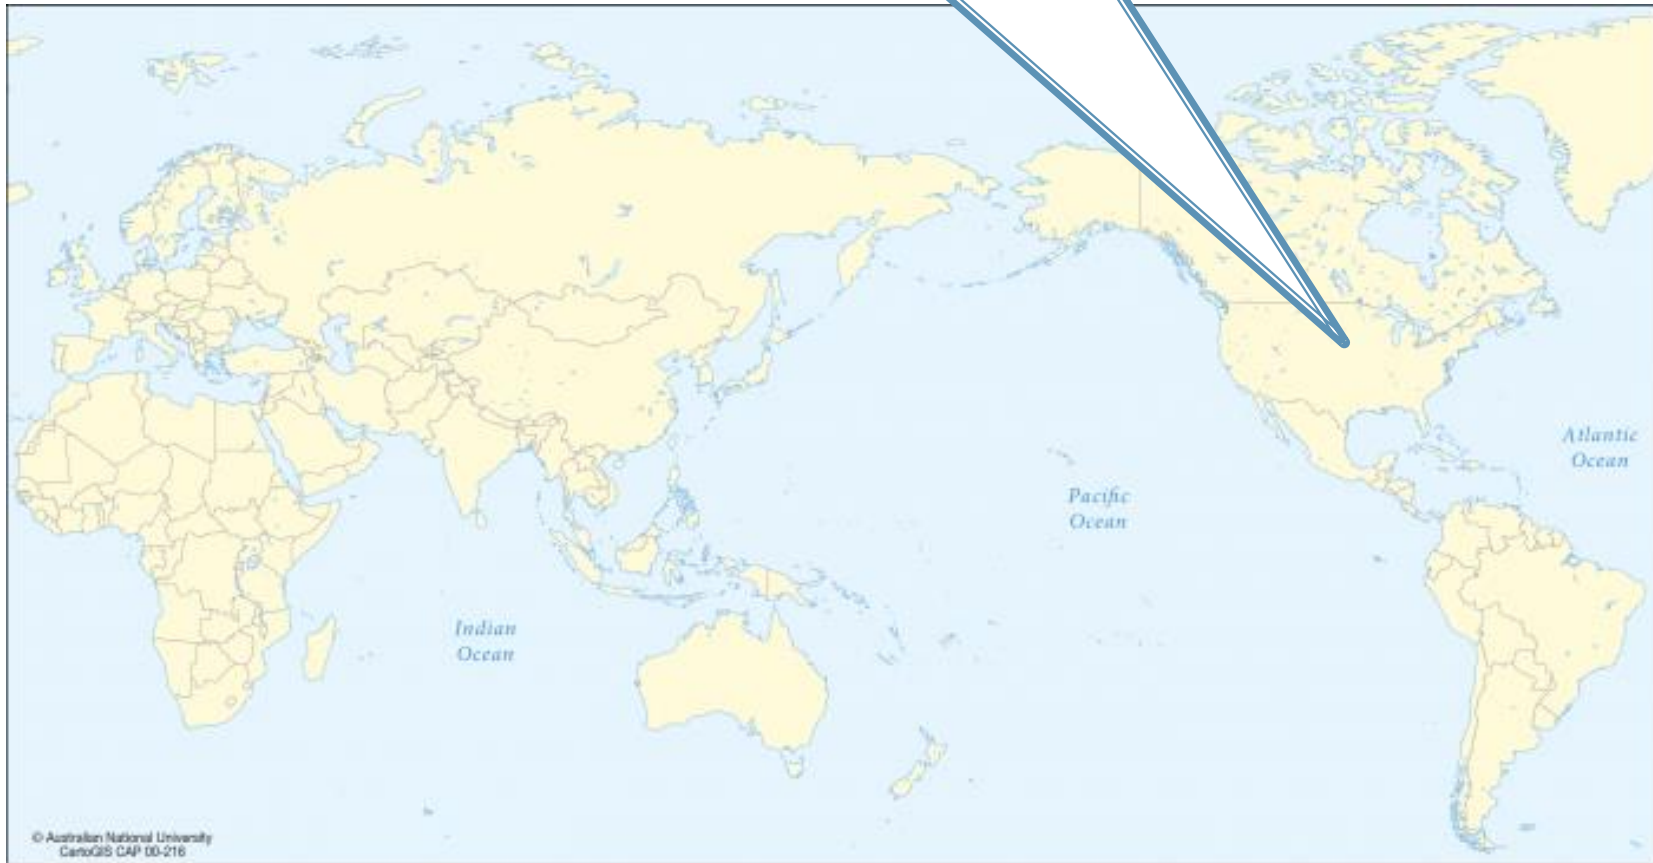 Atlantic
Ocean
Pacific
Ocean
Indian
Ocean
© Australian National University
CartoGIS CAP 00-216